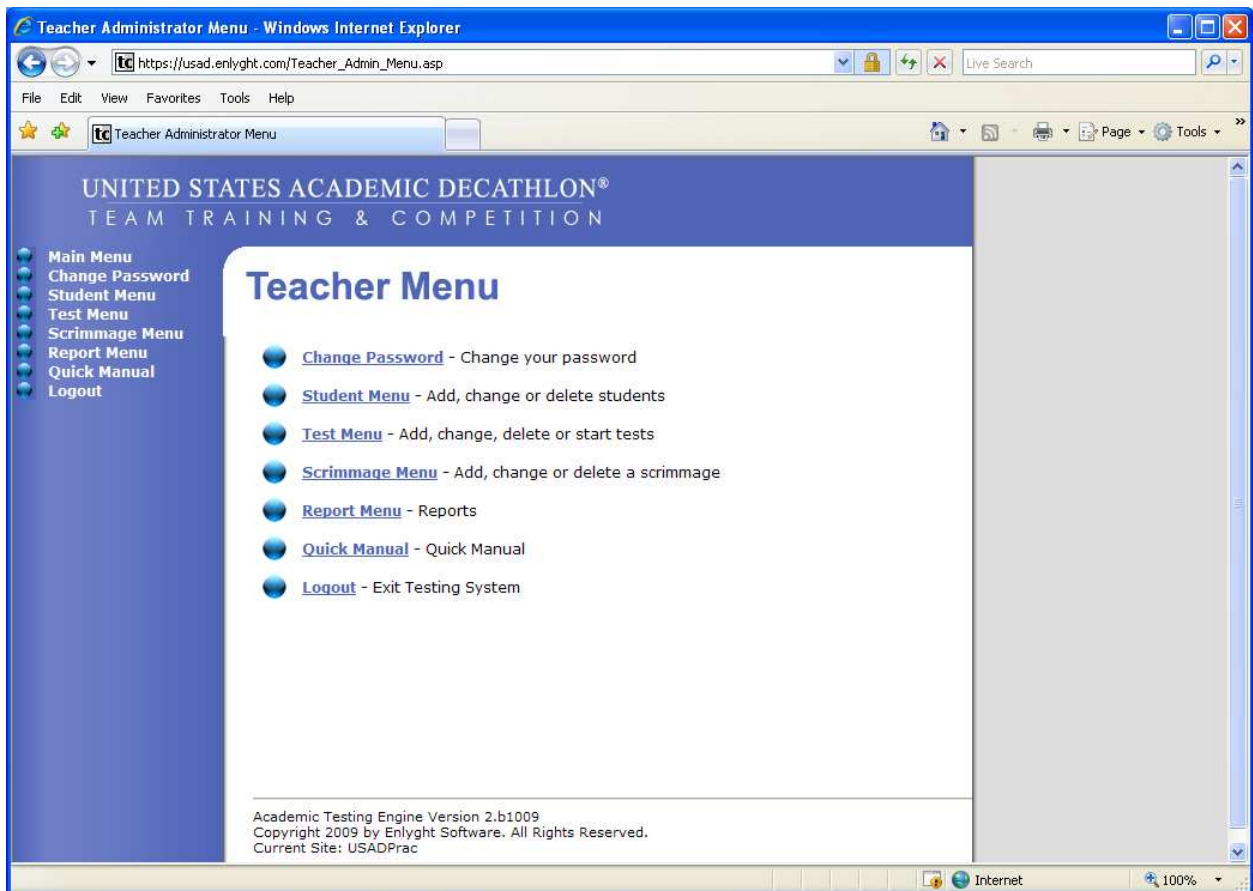 Teacher Administrator Menu - Windows Internet Explorer
tc https://usad.enlyght.com/Teacher_Admin_Menu.asp
Live Search
File Edit View Favorites Tools Help
tc Teacher Administrator Menu
Page Tools »
UNITED STATES ACADEMIC DECATHLON®
TEAM TRAINING & COMPETITION
Main Menu
Change Password
Student Menu
Test Menu
Scrimmage Menu
Report Menu
Quick Manual
Logout
Teacher Menu
Change Password - Change your password
Student Menu - Add, change or delete students
Test Menu - Add, change, delete or start tests
Scrimmage Menu - Add, change or delete a scrimmage
Report Menu - Reports
Quick Manual - Quick Manual
Logout - Exit Testing System
Academic Testing Engine Version 2.b1009
Copyright 2009 by Enlyght Software. All Rights Reserved.
Current Site: USADPrac
Internet 100%